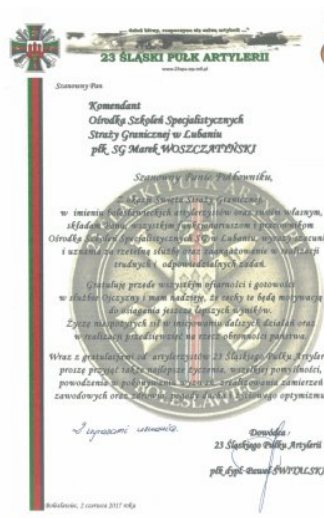 23 ŚLĄSKI PUŁK ARTYLERII
Szanowny Pan
Komendant
Ośrodka Szkoleń Specjalistycznych
Straży Granicznej w Lubaniu
płk SG Marek WOSZCZATYŃSKI
Szanowny Panie Pułkowniku,
okazji Święta Straży Granicznej,
w imieniu bolesławieckich artylerzystów oraz swoim własnym,
składam Panu, wszystkim funkcjonariuszom i pracownikom
Ośrodka Szkoleń Specjalistycznych SG w Lubaniu, wyrazy szacunku
i uznania za rzetelną służbę oraz zaangażowanie w realizacji
trudnych i odpowiedzialnych zadań.
Gratuluję przede wszystkim ofiarności i gotowości
w służbie Ojczyzny i mam nadzieję, że cechy te będą motywacją
do osiągania jeszcze lepszych wyników.
Życzę niespożytych sił w inicjowaniu dalszych działań oraz
w realizacji przedsięwzięć na rzecz obronności państwa.
Wraz z gratulacjami od artylerzystów 23 Śląskiego Pułku Artylerii
proszę przyjąć także najlepsze życzenia, wszelkiej pomyślności,
powodzenia w pokonywaniu wyzwań, zrealizowania zamierzeń
zawodowych oraz zdrowia, pogody ducha i życiowego optymizmu
Z wyrazami uznania.
Dowódca
23 Śląskiego Pułku Artylerii
płk dypl. Paweł ŚWITALSKI
Bolesławiec, 2 czerwca 2017 roku